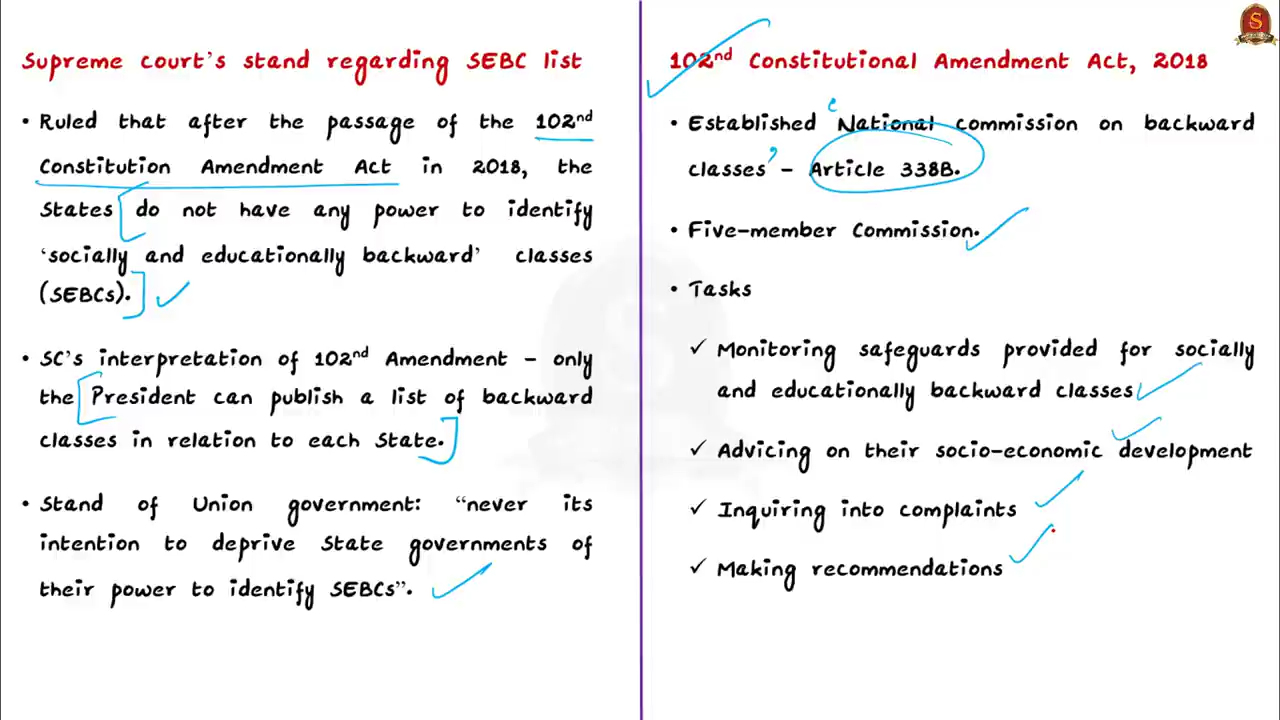 Supreme court's stand regarding SEBC list
• Ruled that after the passage of the 102nd
Constitution Amendment Act in 2018, the
States do not have any power to identify
'socially and educationally backward' classes
(SEBCs).
• SC's interpretation of 102nd Amendment – only
the President can publish a list of backward
classes in relation to each State.
• Stand of Union government: "never its
intention to deprive State governments of
their power to identify SEBCs".
102nd Constitutional Amendment Act, 2018
• Established National commission on backward
classes – Article 338B.
• Five-member Commission.
• Tasks
✓ Monitoring safeguards provided for socially
and educationally backward classes
✓ Advicing on their socio-economic development
✓ Inquiring into complaints
✓ Making recommendations